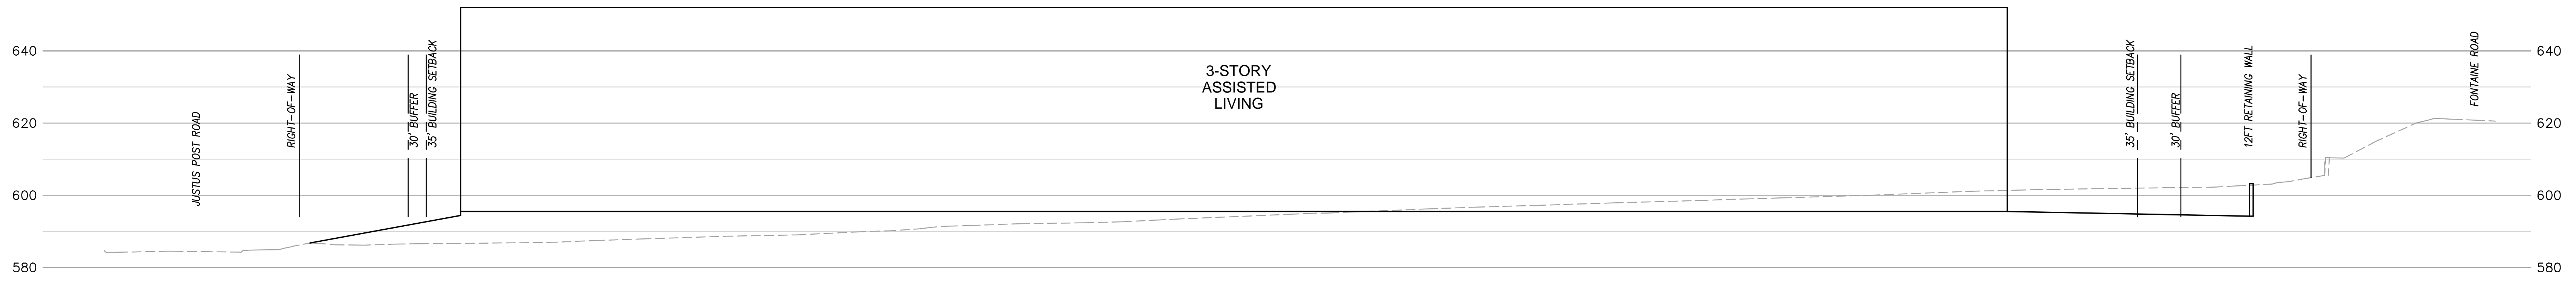 640
620
600
580
JUSTUS POST ROAD
RIGHT-OF-WAY
30' BUFFER
35' BUILDING SETBACK
3-STORY
ASSISTED
LIVING
35' BUILDING SETBACK
30' BUFFER
12FT RETAINING WALL
RIGHT-OF-WAY
FONTAINE ROAD
640
620
600
580